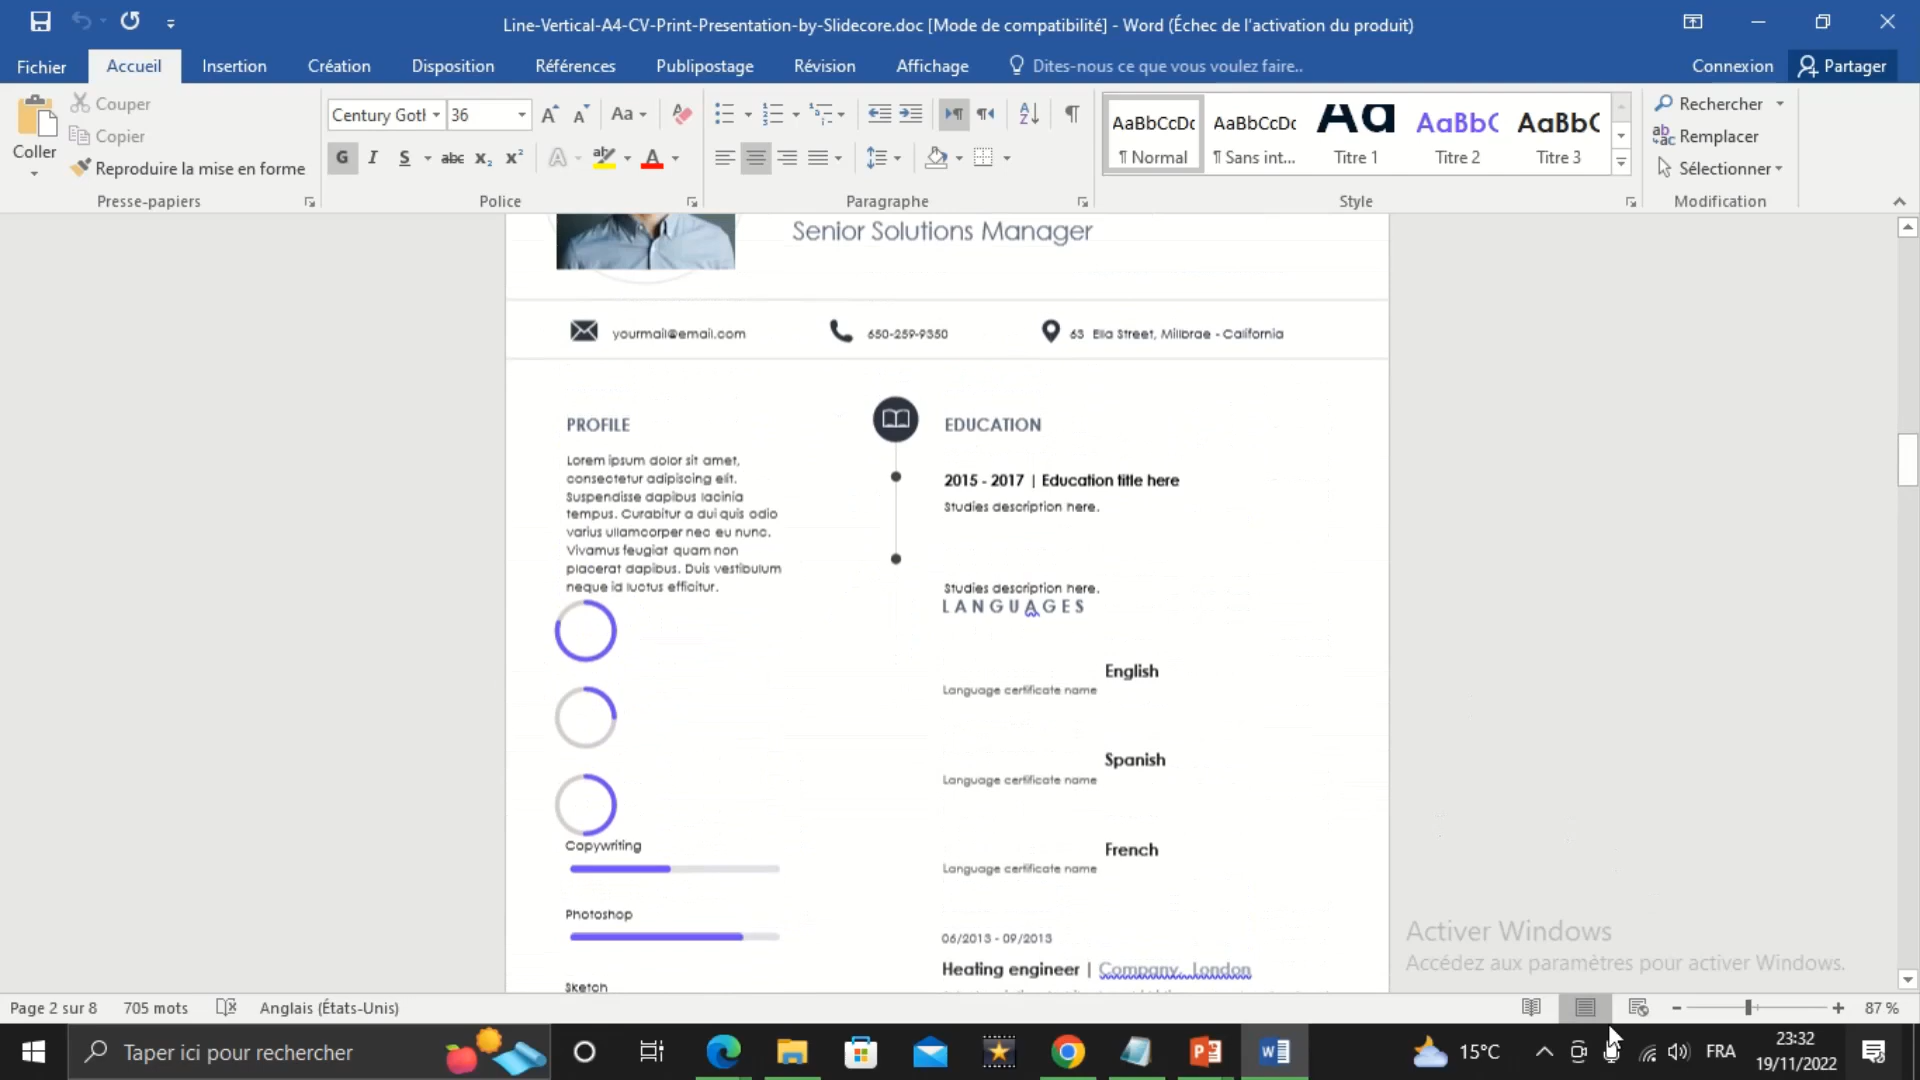 Line-Vertical-A4-CV-Print-Presentation-by-Slidecore.doc [Mode de compatibilité] - Word (Échec de l'activation du produit)
Fichier Accueil Insertion Création Disposition Références Publipostage Révision Affichage Dites-nous ce que vous voulez faire.. Connexion Partager
Coller
Couper
Copier
Reproduire la mise en forme
Presse-papiers
Century Gotl 36 Aa
G I S abc X₂ X² A ab A
Police
Paragraphe
AaBbCcDc AaBbCcDc Aa AaBbC AaBbC
¶ Normal ¶ Sans int... Titre 1 Titre 2 Titre 3
Style
Rechercher
Remplacer
Sélectionner
Modification
Senior Solutions Manager
yourmail@email.com 650-259-9350 63 Ella Street, Millbrae - California
PROFILE
Lorem ipsum dolor sit amet,
consectetur adipiscing elit.
Suspendisse dapibus lacinia
tempus. Curabitur a dui quis odio
varius ullamcorper nec eu nunc.
Vivamus feugiat quam non
placerat dapibus. Duis vestibulum
neque id luctus efficitur.
Copywriting
Photoshop
Sketch
EDUCATION
2015 - 2017 | Education title here
Studies description here.
Studies description here.
LANGUAGES
English
Language certificate name
Spanish
Language certificate name
French
Language certificate name
06/2013 - 09/2013
Heating engineer | Company, London
Activer Windows
Accédez aux paramètres pour activer Windows.
Page 2 sur 8 705 mots Anglais (États-Unis) 87 %
Taper ici pour rechercher 15°C FRA 23:32
19/11/2022